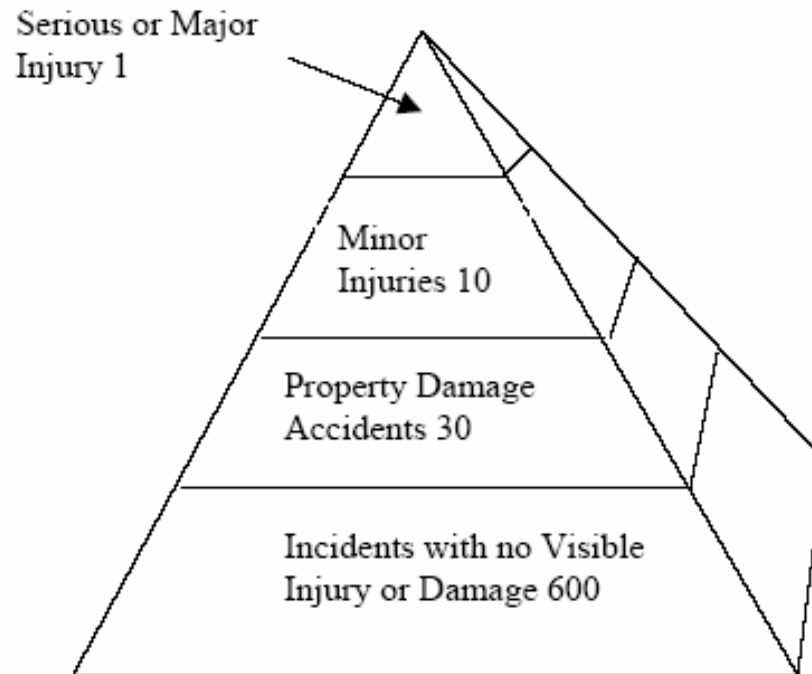 Serious or Major
Injury 1
Minor
Injuries 10
Property Damage
Accidents 30
Incidents with no Visible
Injury or Damage 600